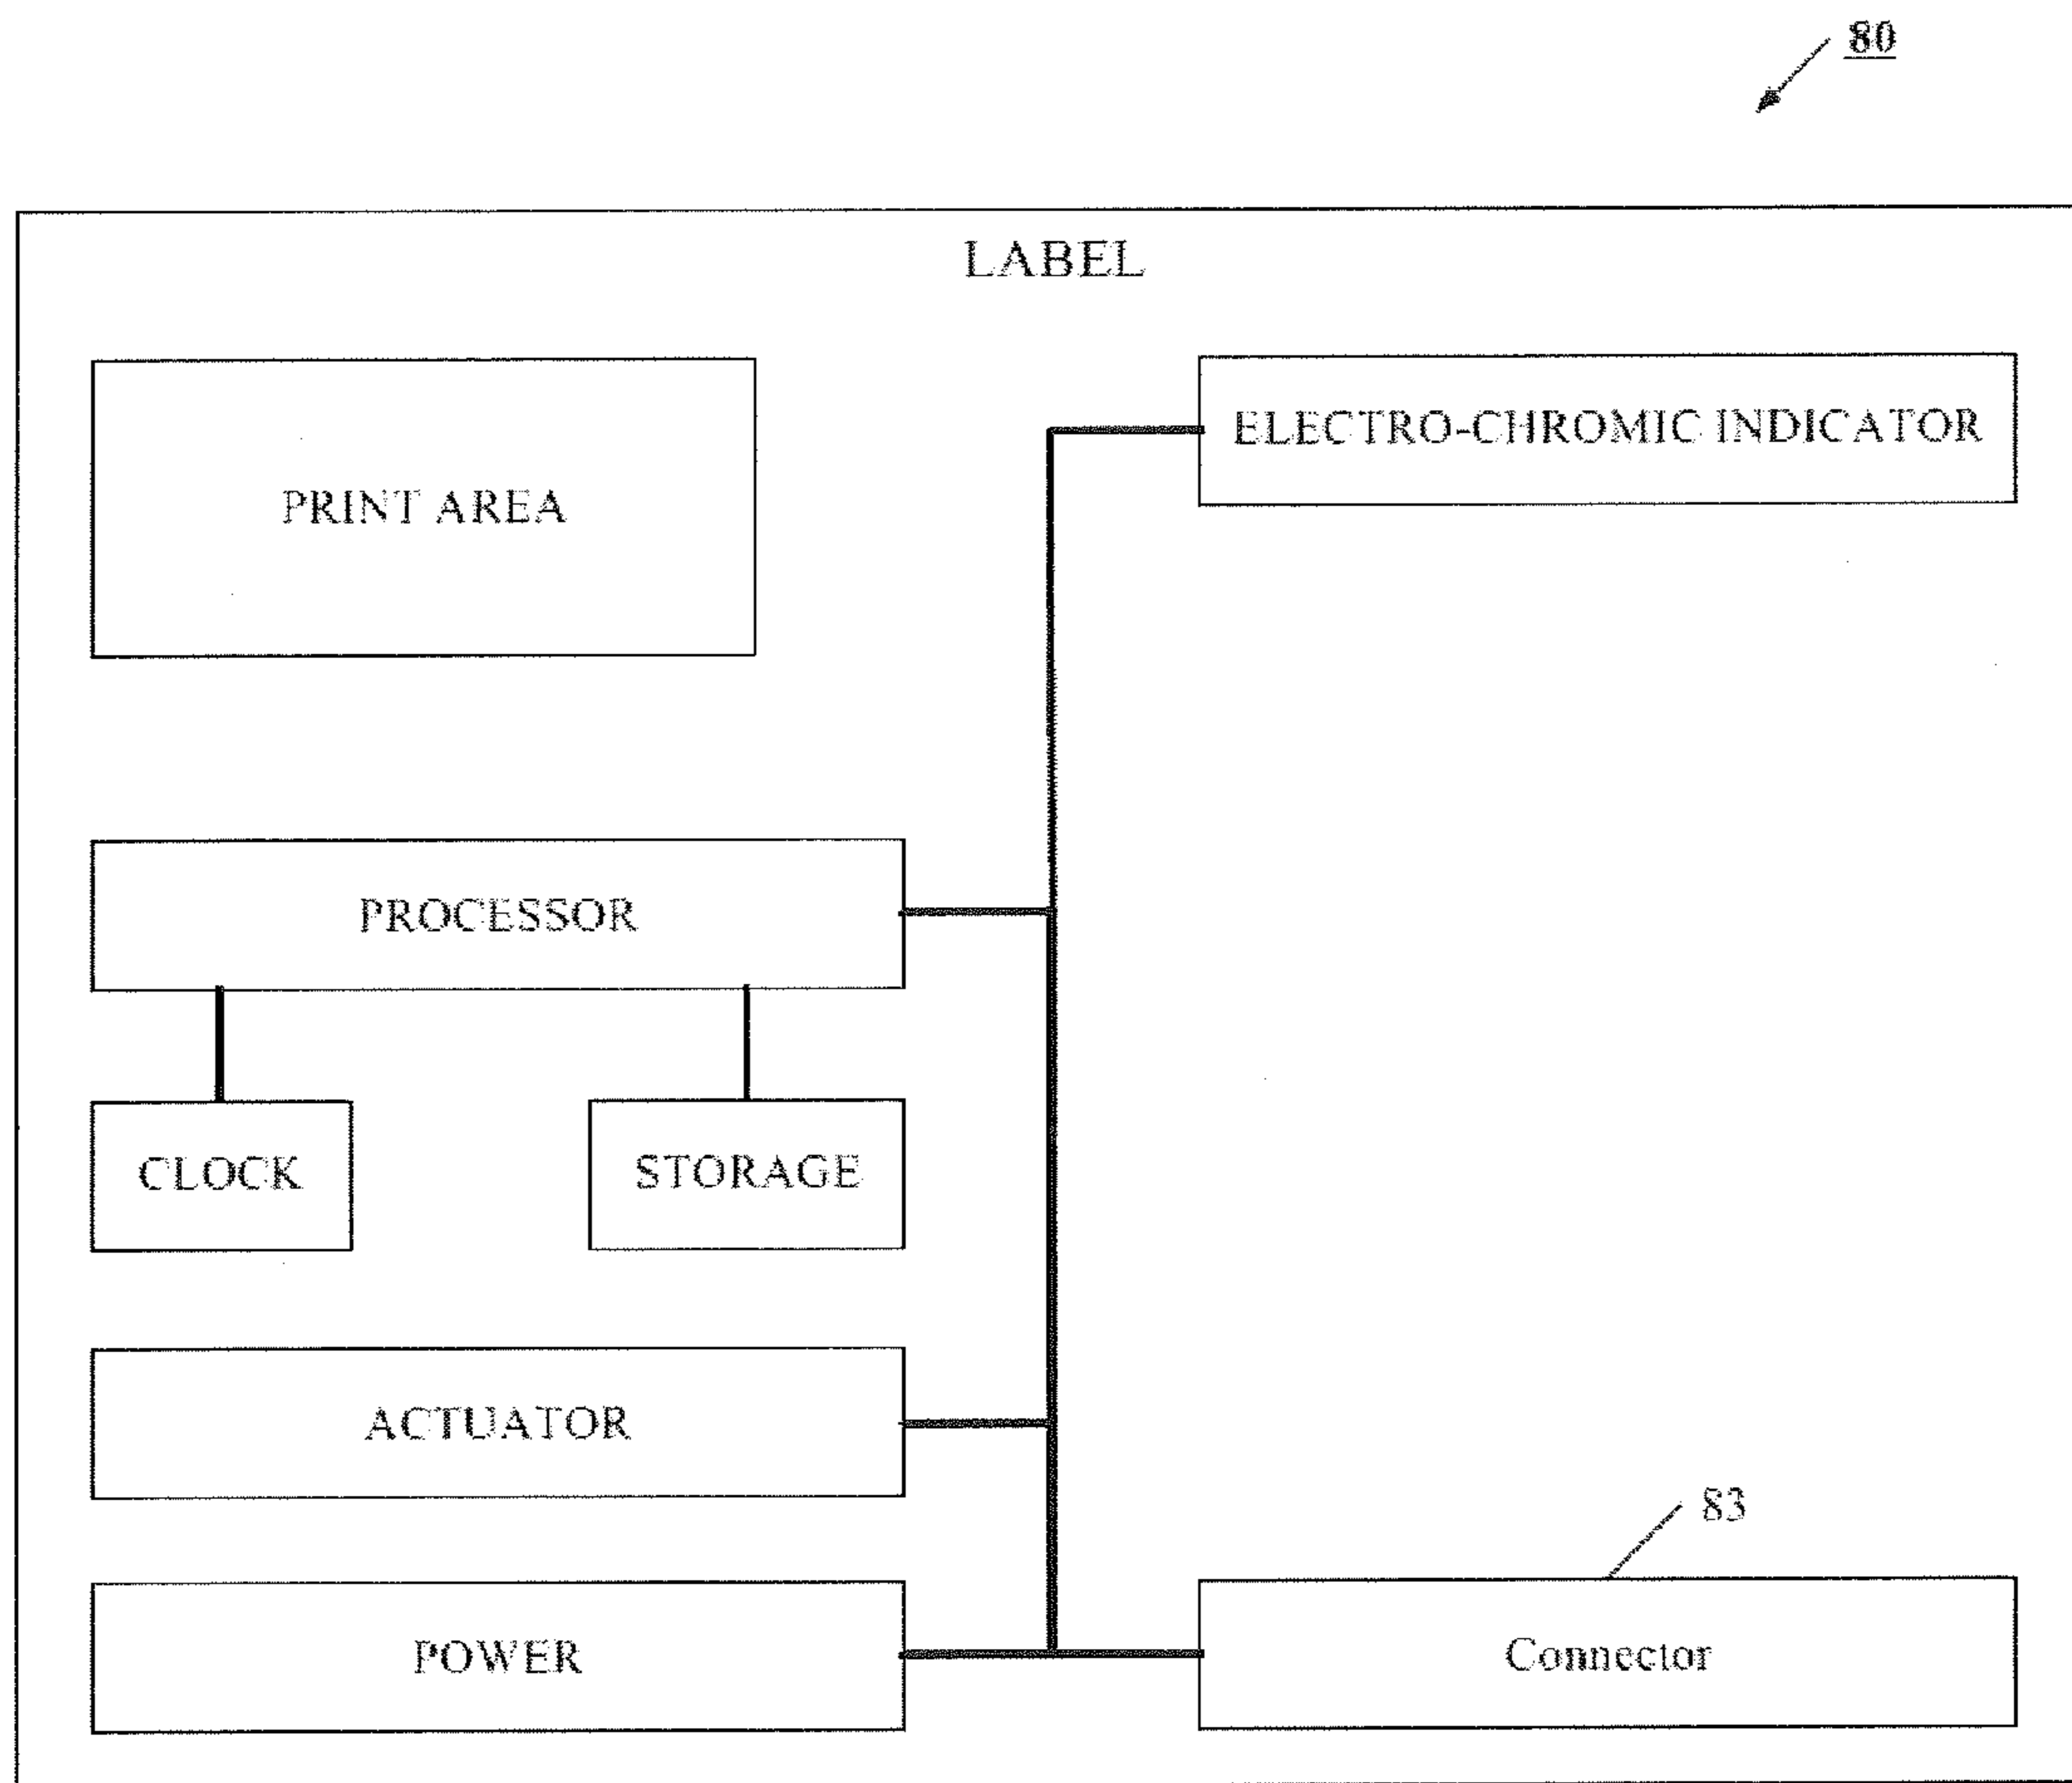 80
LABEL
PRINT AREA
ELECTRO-CHROMIC INDICATOR
PROCESSOR
CLOCK
STORAGE
ACTUATOR
83
POWER
Connector